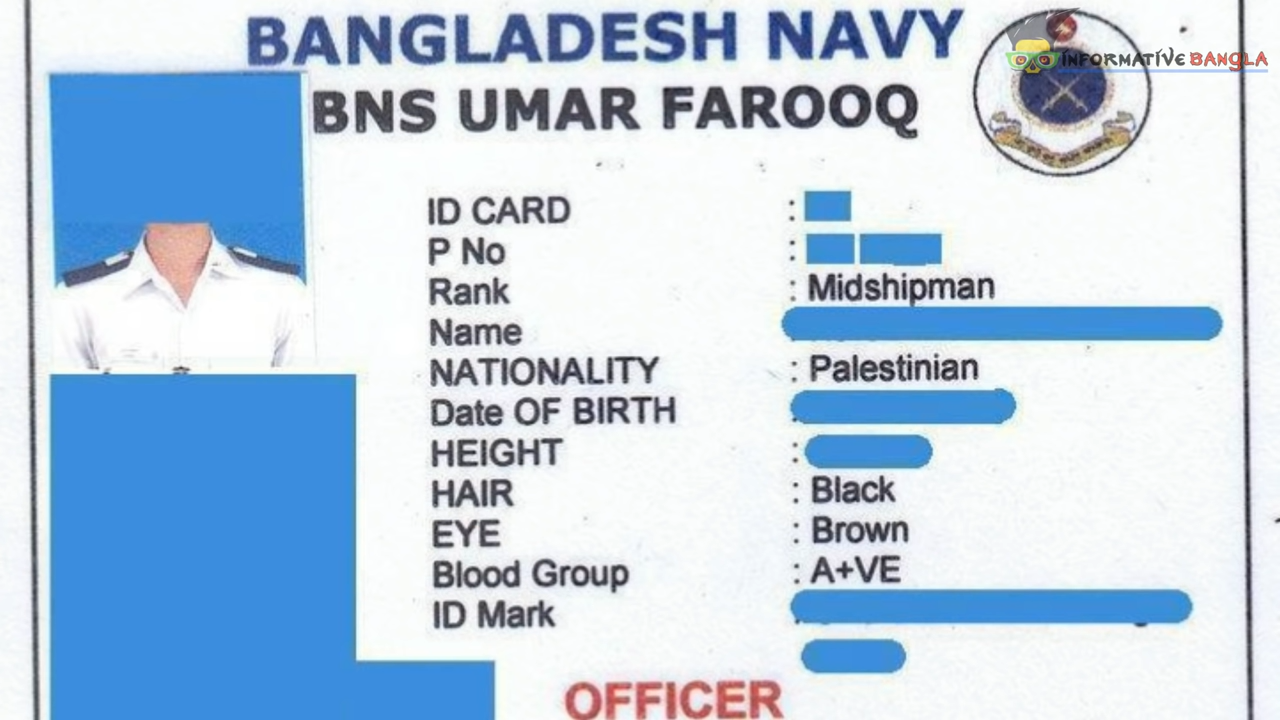 BANGLADESH NAVY
INFORMATIVE BANGLA
BNS UMAR FAROOQ
ID CARD :
P No :
Rank : Midshipman
Name
NATIONALITY : Palestinian
Date OF BIRTH :
HEIGHT :
HAIR : Black
EYE : Brown
Blood Group : A+VE
ID Mark :
OFFICER